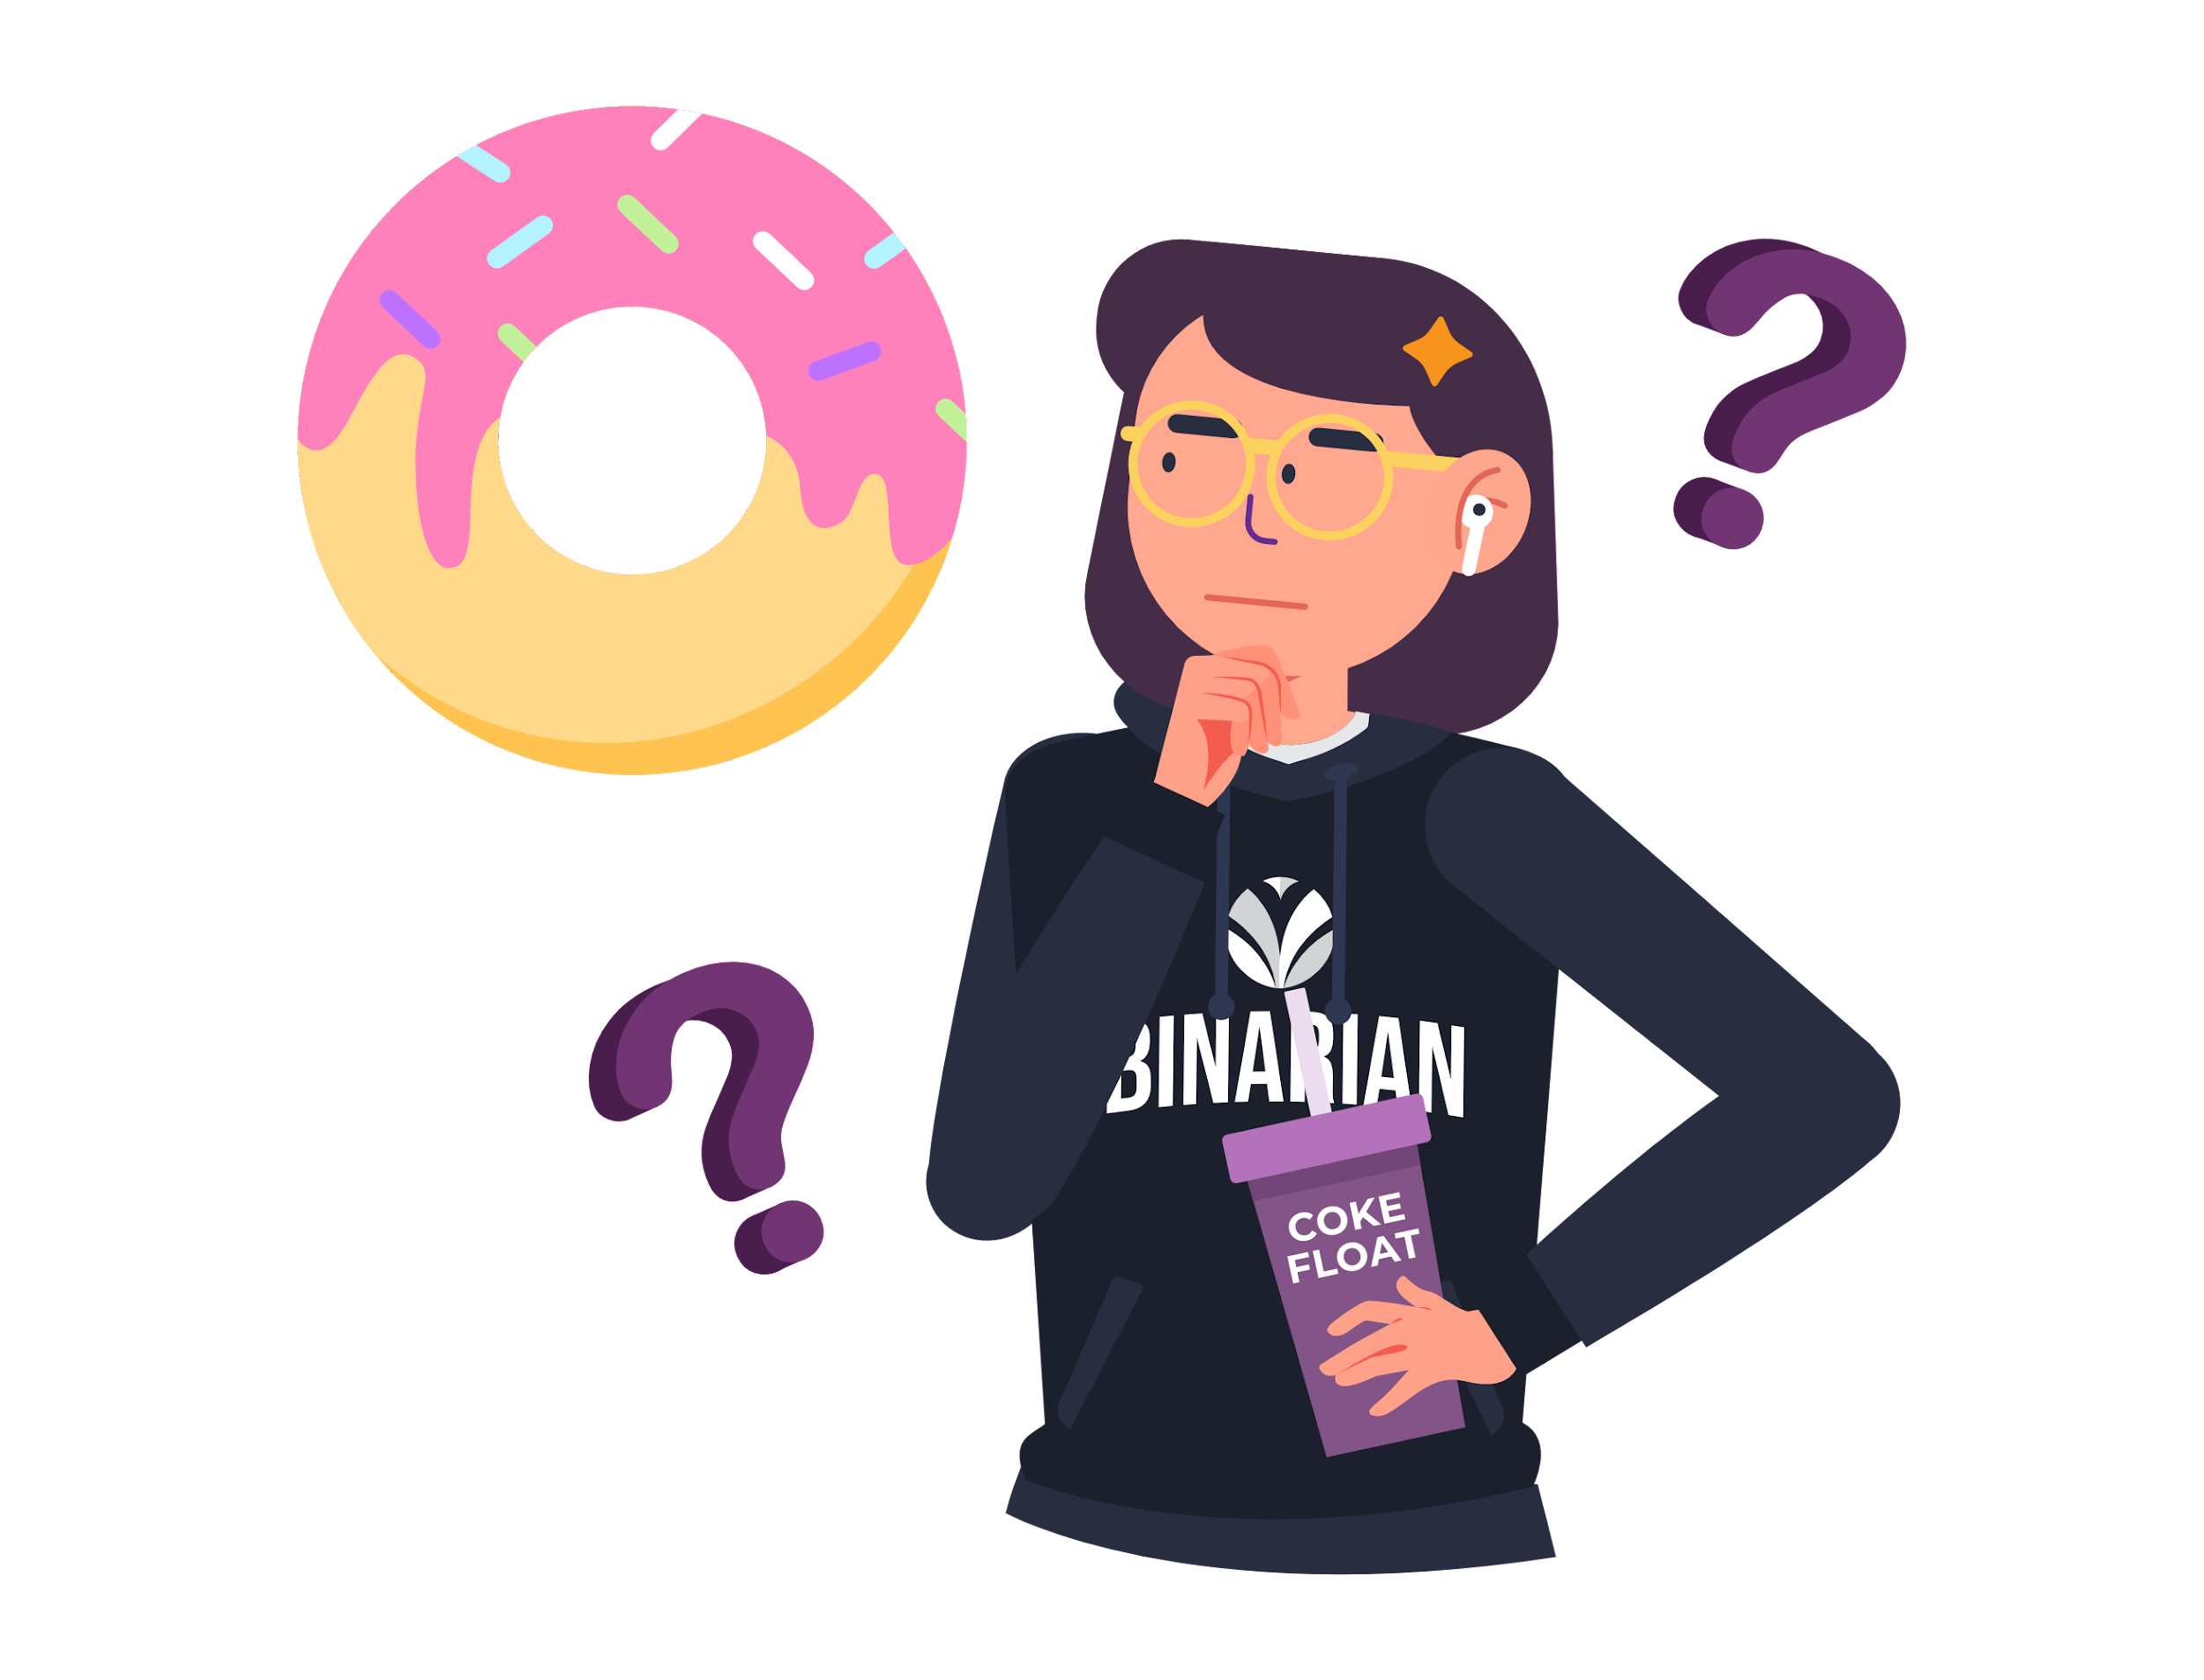 ?
BINARIAN
COKE
FLOAT
?